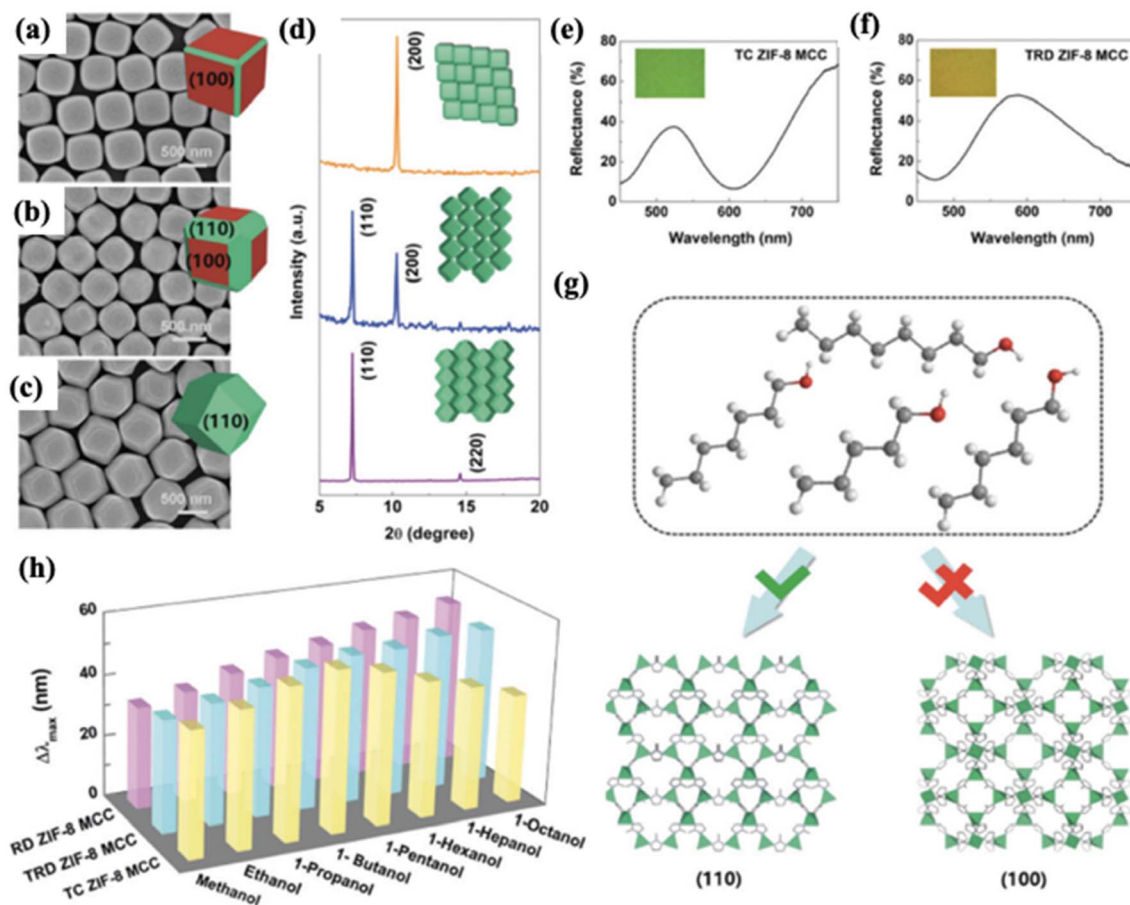 (a)
(100)
500 nm
(b)
(110)
(100)
500 nm
(c)
(110)
500 nm
(d)
(200)
(110)
(200)
(110)
(220)
Intensity (a.u.)
5 10 15 20
2θ (degree)
(e)
TC ZIF-8 MCC
Reflectance (%)
80
60
40
20
0
500 600 700
Wavelength (nm)
(f)
TRD ZIF-8 MCC
Reflectance (%)
80
60
40
20
0
500 600 700
Wavelength (nm)
(g)
(110)
(100)
(h)
Δλmax (nm)
60
40
20
0
RD ZIF-8 MCC
TRD ZIF-8 MCC
TC ZIF-8 MCC
Methanol
Ethanol
1-Propanol
1- Butanol
1-Pentanol
1-Hexanol
1-Hepanol
1-Octanol